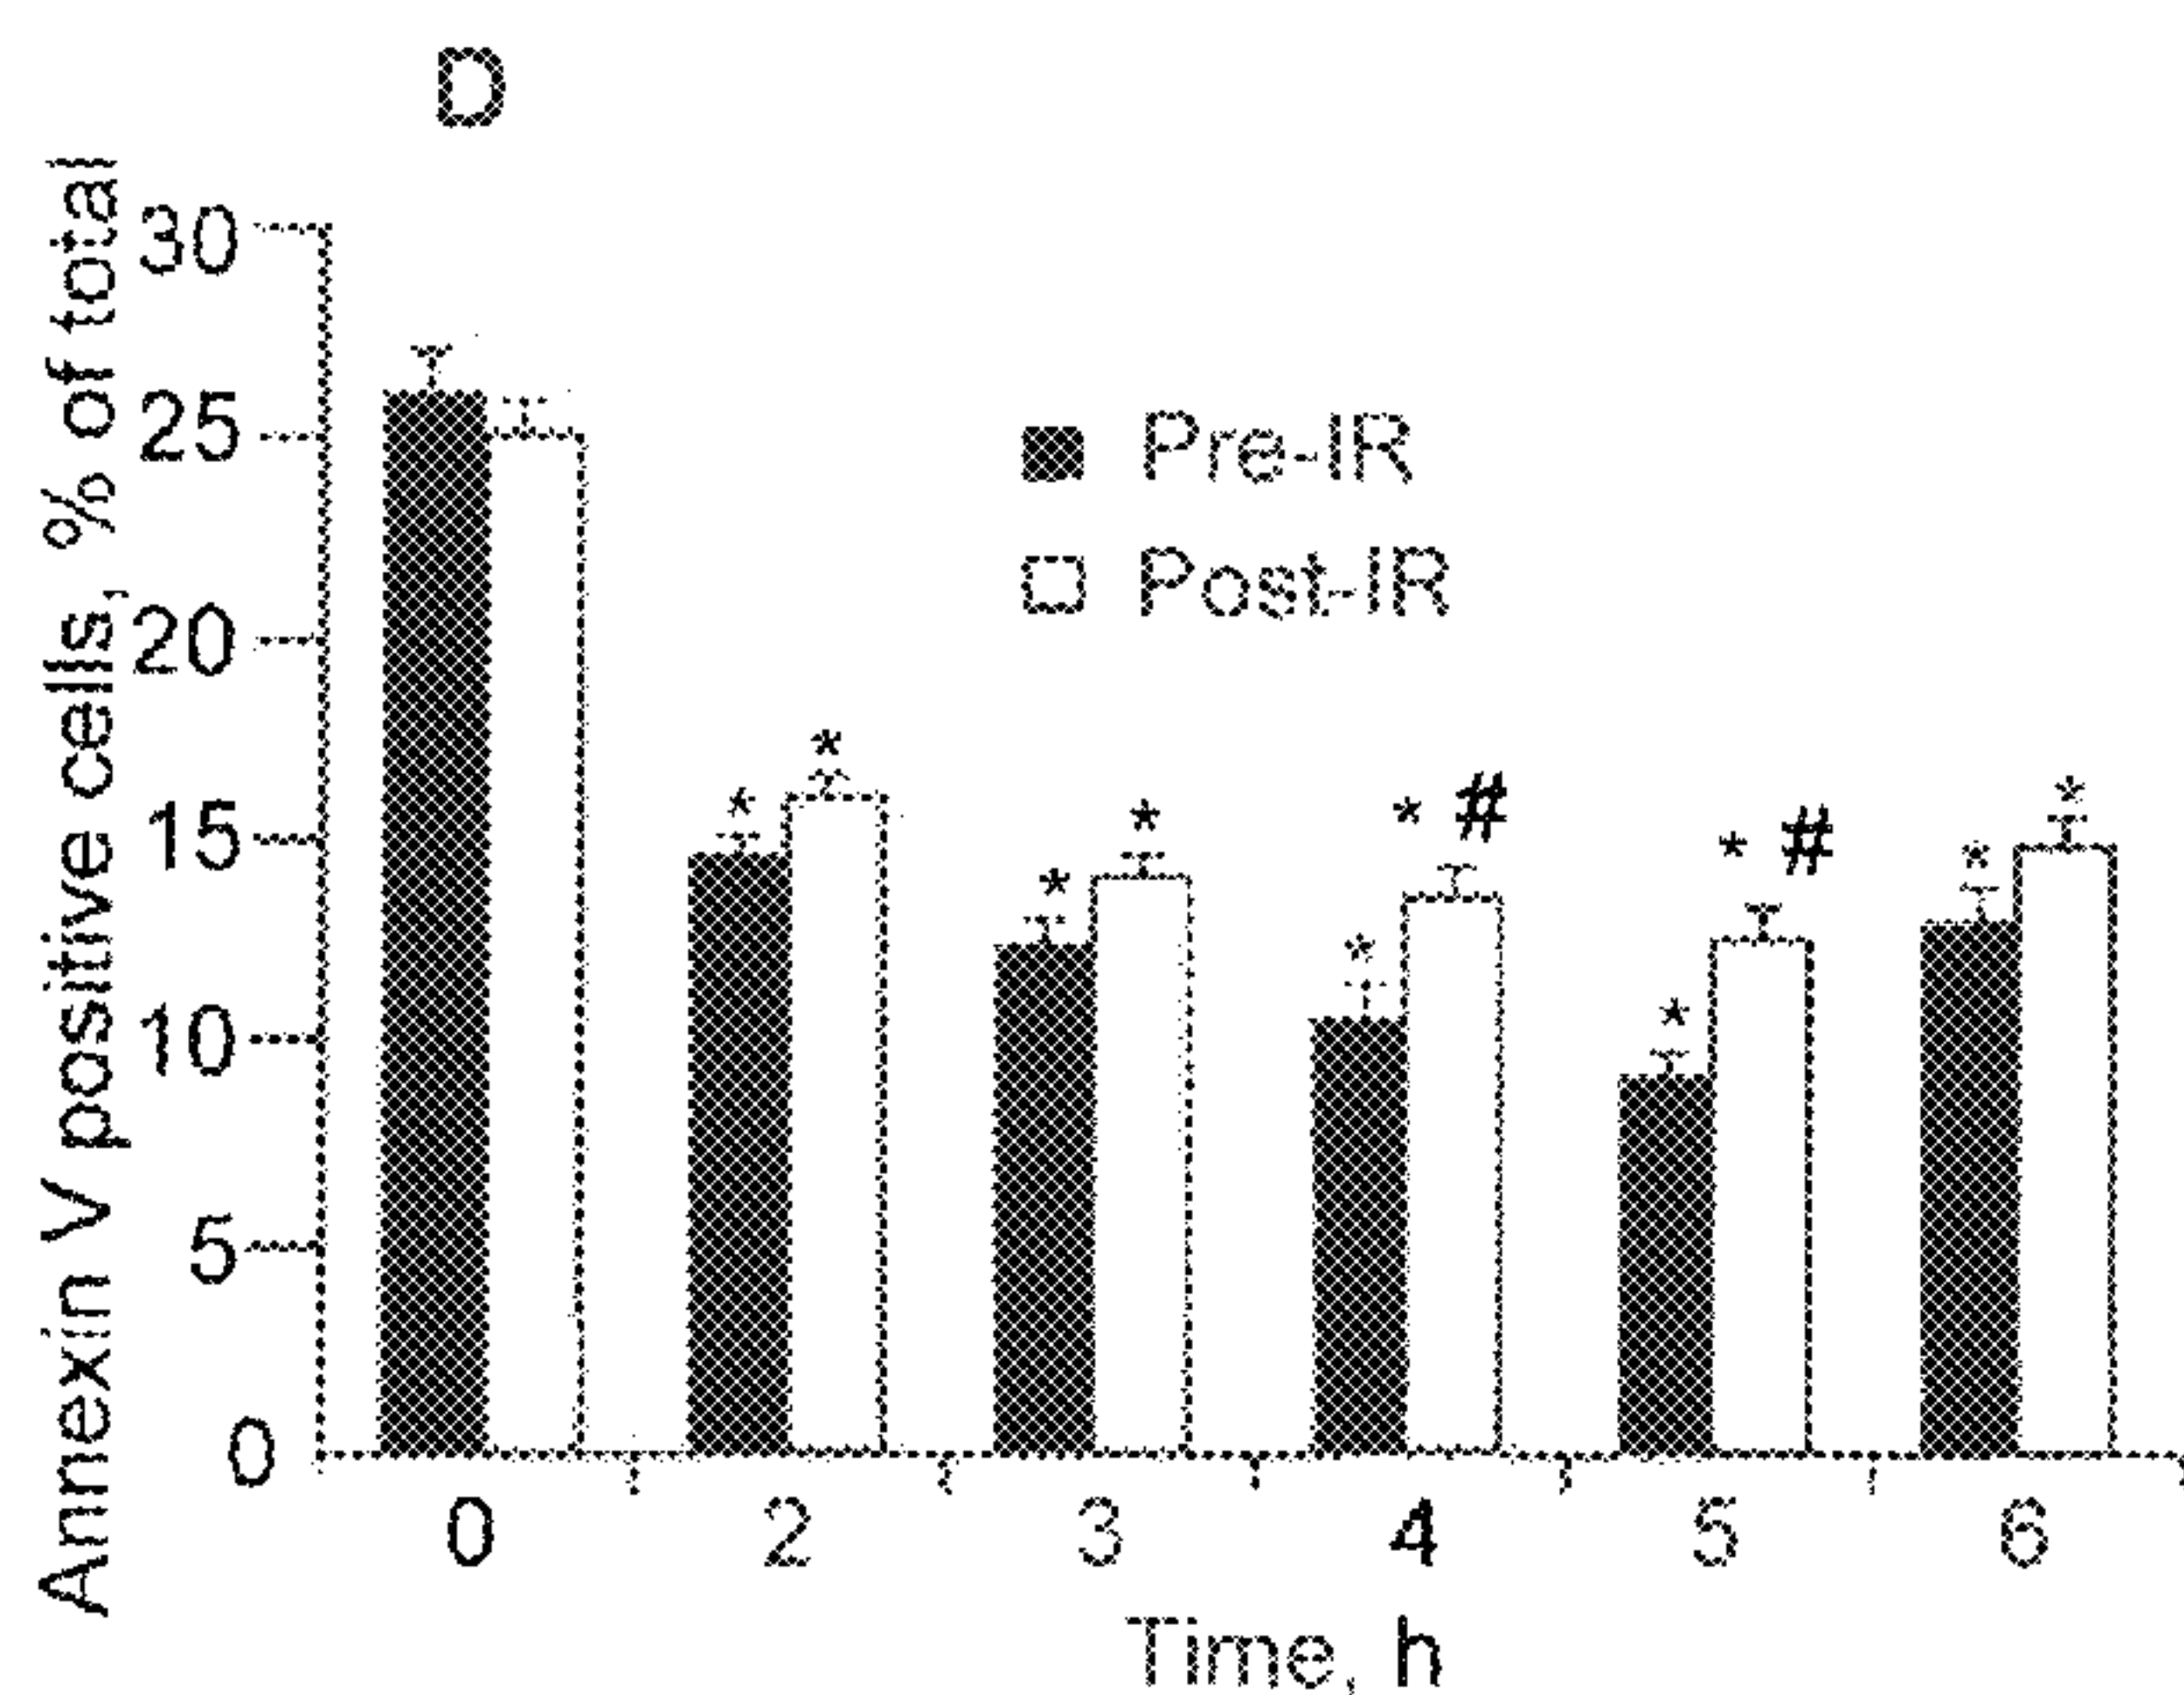 D
Annexin V positive cells, % of total
30
25
20
15
10
5
0
Pre-IR
Post-IR
* *
* *
* * #
* * #
* *
0 2 3 4 5 6
Time, h